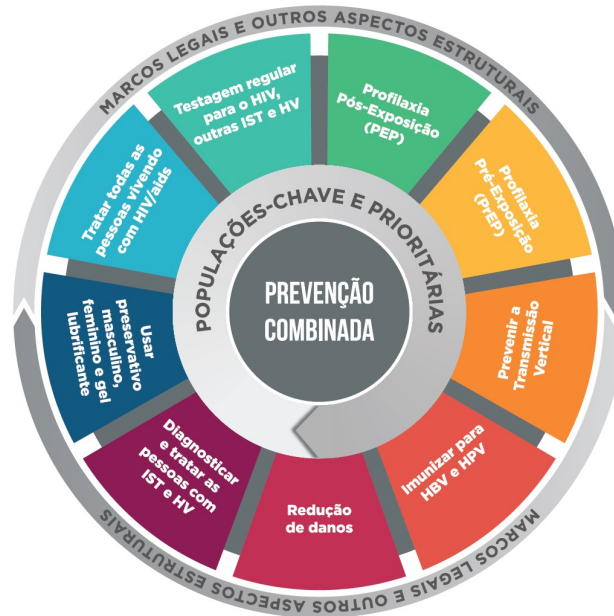 MARCOS LEGAIS E OUTROS ASPECTOS ESTRUTURAIS
Testagem regular
para o HIV,
outras IST e HV
Profilaxia
Pós-Exposição
(PEP)
Profilaxia
Pré-Exposição
(PrEP)
Prevenir a
Transmissão
Vertical
Imunizar para
HBV e HPV
Redução
de danos
Diagnosticar
e tratar as
pessoas com
IST e HV
Usar
preservativo
masculino,
feminino e gel
lubrificante
Tratar todas as
pessoas vivendo
com HIV/aids
POPULAÇÕES-CHAVE E PRIORITÁRIAS
PREVENÇÃO
COMBINADA
MARCOS LEGAIS E OUTROS ASPECTOS ESTRUTURAIS